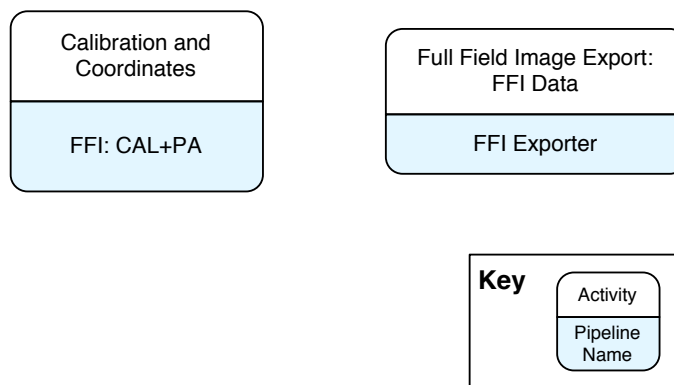 Calibration and
Coordinates
FFI: CAL+PA
Full Field Image Export:
FFI Data
FFI Exporter
Key
Activity
Pipeline
Name